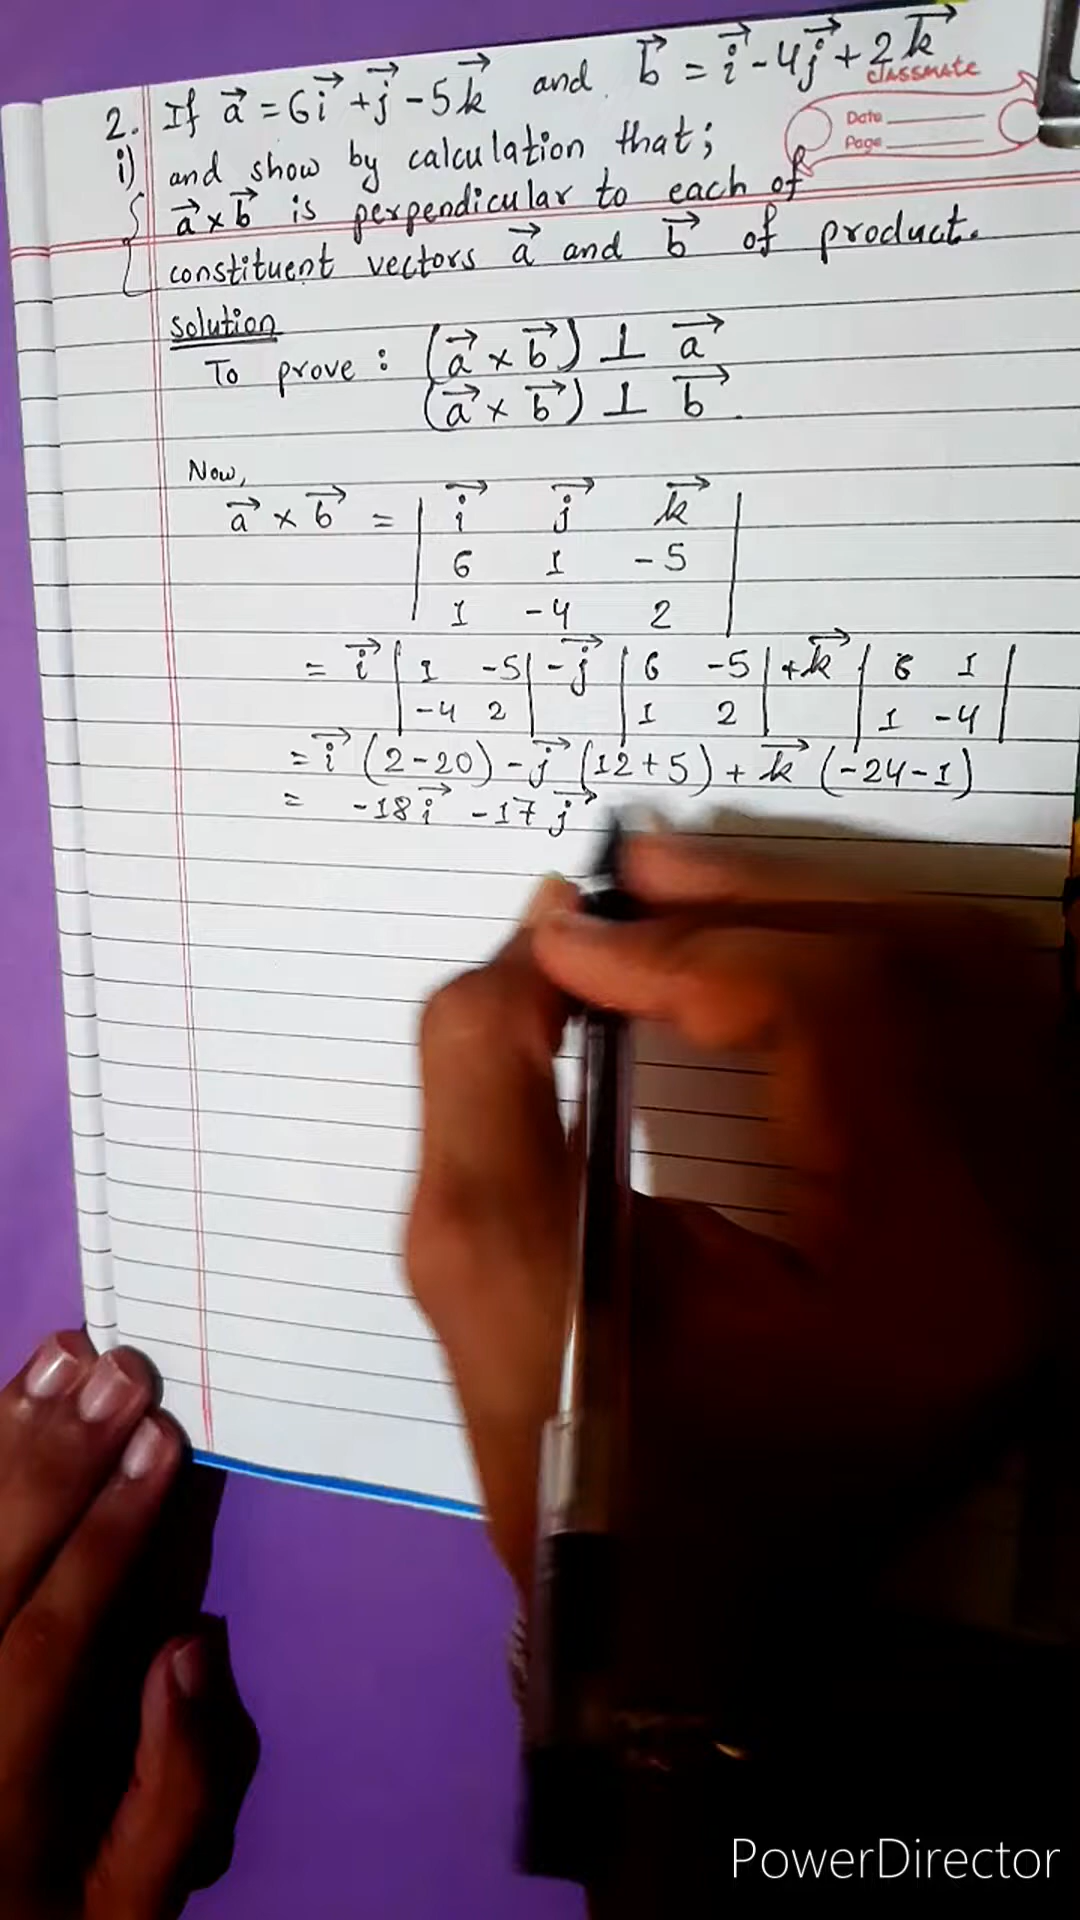 2. If a⃗ = 6i⃗ + j⃗ - 5k⃗ and b⃗ = i⃗ - 4j⃗ + 2k⃗
classmate
Date
Page
i) and show by calculation that;
a⃗ × b⃗ is perpendicular to each of
constituent vectors a⃗ and b⃗ of product.
Solution
To prove : (a⃗ × b⃗) ⊥ a⃗
(a⃗ × b⃗) ⊥ b⃗.
Now,
a⃗ × b⃗ = | i⃗ j⃗ k⃗ |
| 6 1 -5 |
| 1 -4 2 |
= i⃗ | 1 -5 | - j⃗ | 6 -5 | + k⃗ | 6 1 |
| -4 2 | | 1 2 | | 1 -4 |
= i⃗ (2-20) - j⃗ (12+5) + k⃗ (-24-1)
= -18i⃗ -17j⃗
PowerDirector